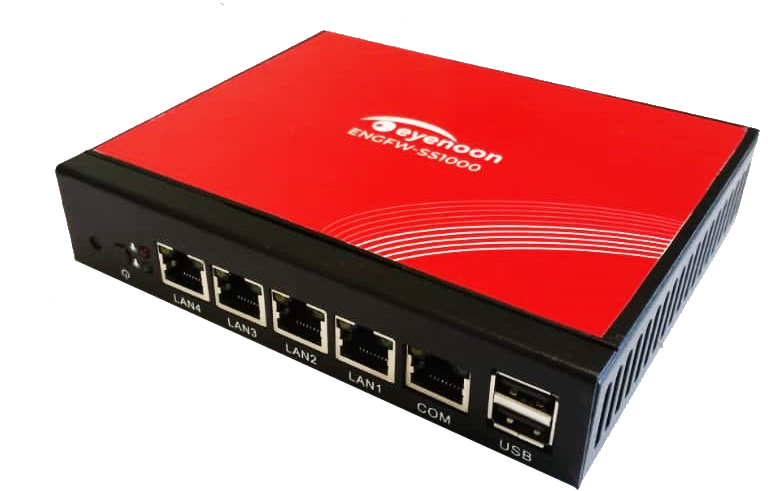 eyenoon
ENGFW-SS1000
LAN4
LAN3
LAN2
LAN1
COM
USB